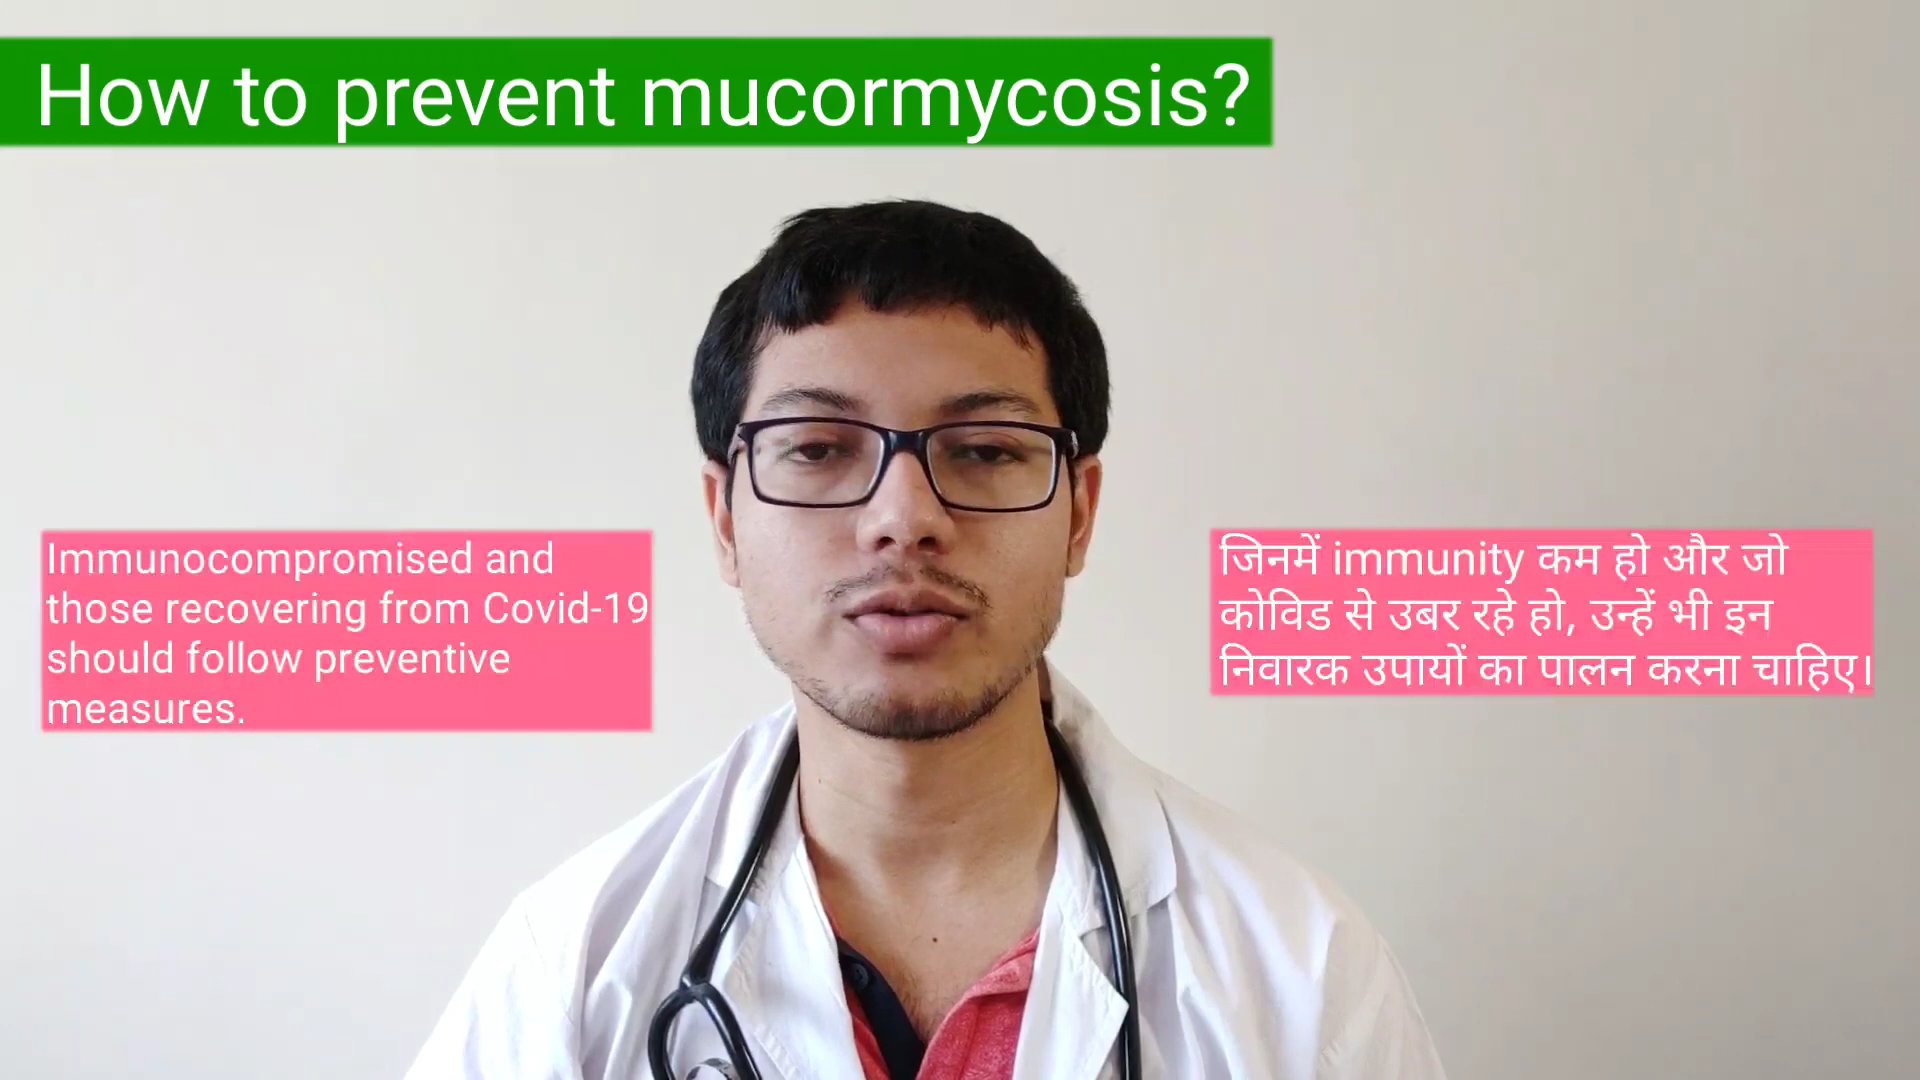 How to prevent mucormycosis?
Immunocompromised and
those recovering from Covid-19
should follow preventive
measures.
जिनमें immunity कम हो और जो
कोविड से उबर रहे हो, उन्हें भी इन
निवारक उपायों का पालन करना चाहिए।